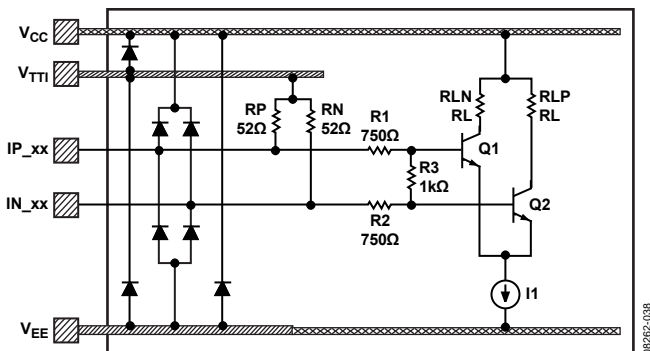 VCC
VTTI
RP
52Ω
RN
52Ω
R1
750Ω
RLN
RL
RLP
RL
IP_xx
Q1
R3
1kΩ
IN_xx
R2
750Ω
Q2
I1
VEE
08262-038